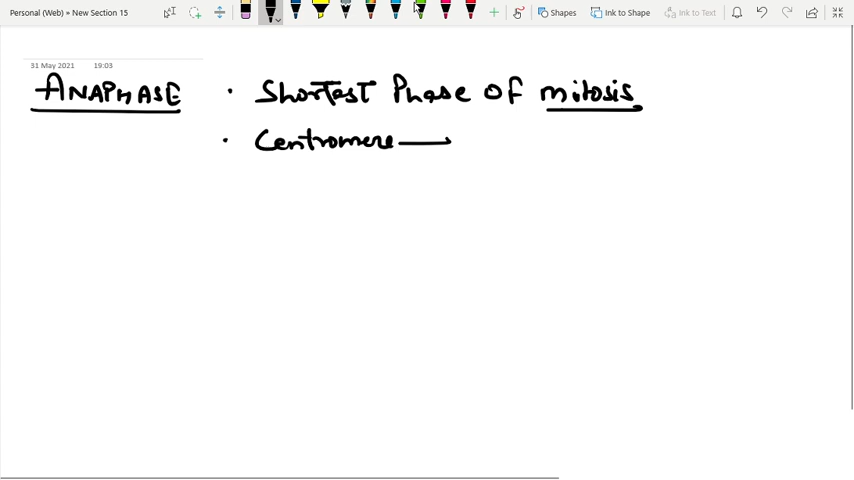 Personal (Web) » New Section 15
Shapes
Ink to Shape
Ink to Text
31 May 2021 19:03
ANAPHASE · Shortest Phase of mitosis
· Centromere →